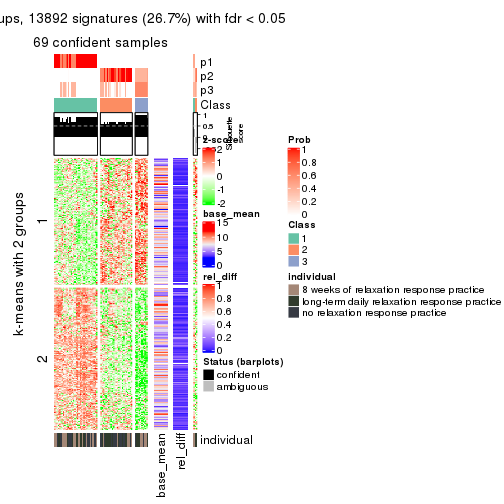 ups, 13892 signatures (26.7%) with fdr < 0.05
69 confident samples
p1
p2
p3
Class
1
0.5
0
Silhouette
score
k-means with 2 groups
1
2
z-score
2
1
0
-1
-2
base_mean
15
10
5
0
rel_diff
1
0.8
0.6
0.4
0.2
0
Status (barplots)
confident
ambiguous
Prob
1
0.8
0.6
0.4
0.2
0
Class
1
2
3
individual
8 weeks of relaxation response practice
long-term daily relaxation response practice
no relaxation response practice
individual
base_mean
rel_diff